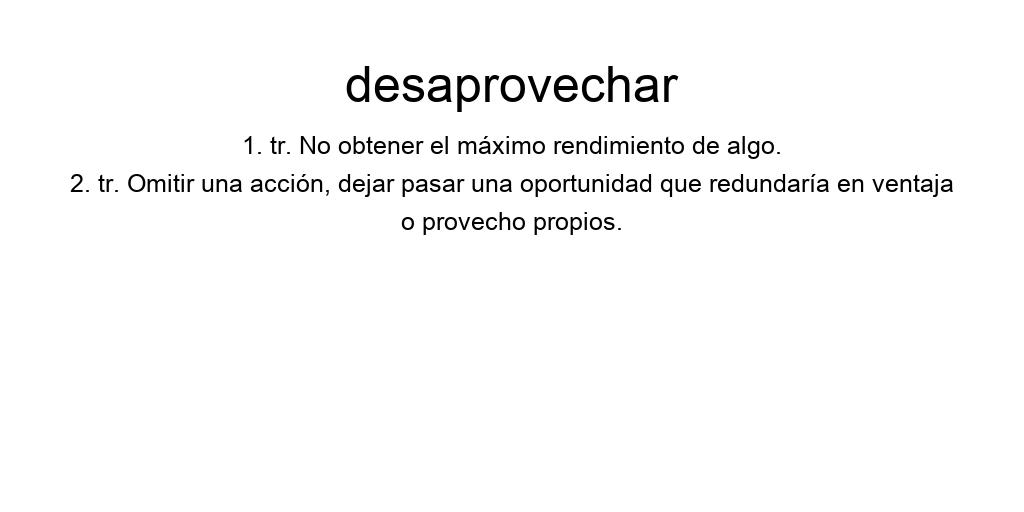 desaprovechar
1. tr. No obtener el máximo rendimiento de algo.
2. tr. Omitir una acción, dejar pasar una oportunidad que redundaría en ventaja
o provecho propios.